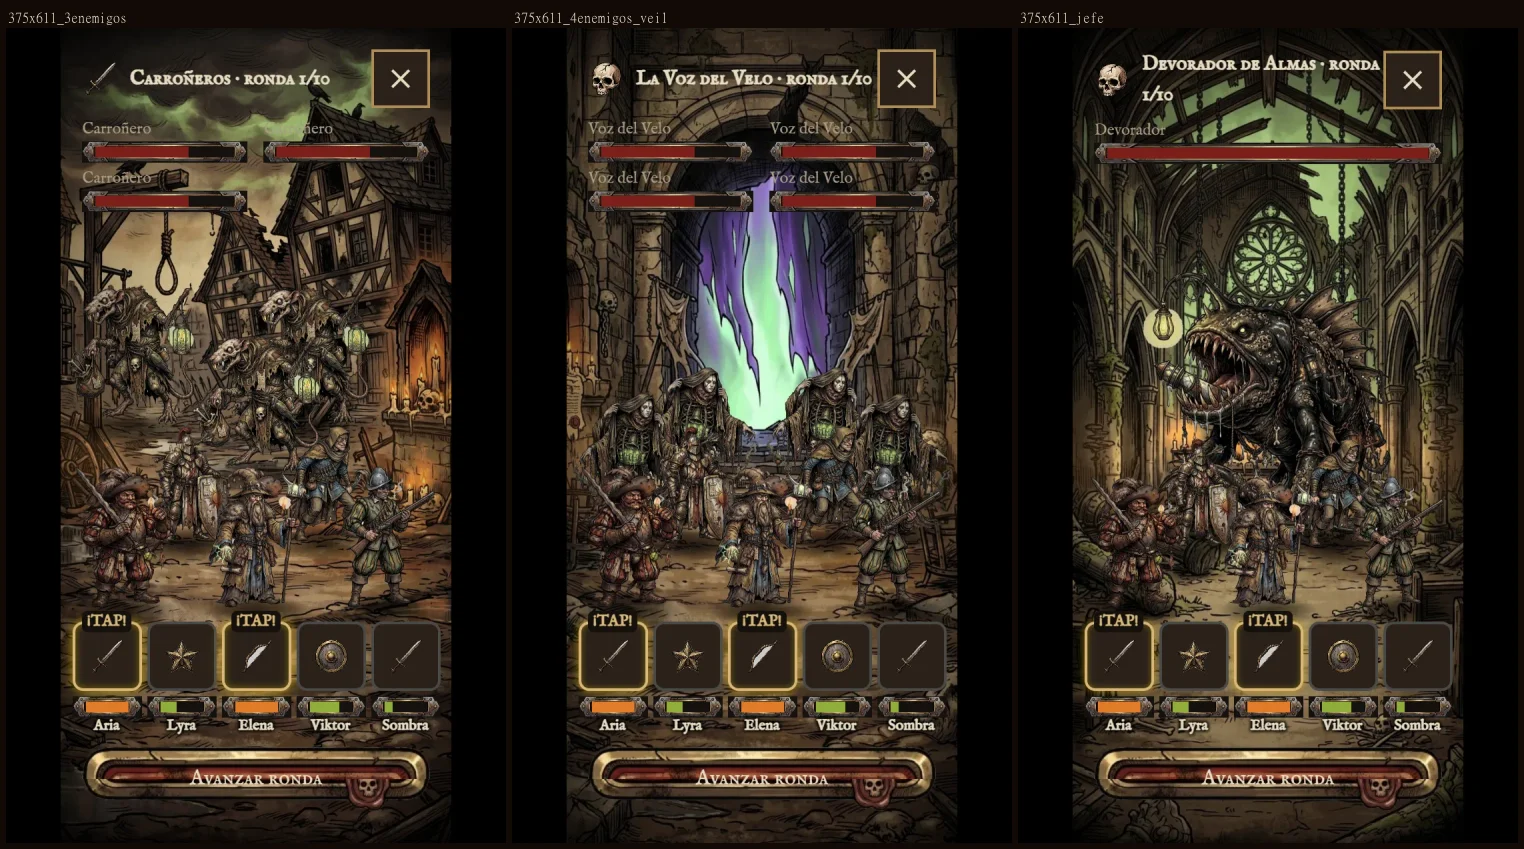 375x611_3enemigos
Carroñeros · ronda 1/10
Carroñero
Carroñero
Carroñero
¡TAP!
¡TAP!
Aria
Lyra
Elena
Viktor
Sombra
Avanzar ronda
375x611_4enemigos_veil
La Voz del Velo · ronda 1/10
Voz del Velo
Voz del Velo
Voz del Velo
Voz del Velo
¡TAP!
¡TAP!
Aria
Lyra
Elena
Viktor
Sombra
Avanzar ronda
375x611_jefe
Devorador de Almas · ronda
1/10
Devorador
¡TAP!
¡TAP!
Aria
Lyra
Elena
Viktor
Sombra
Avanzar ronda